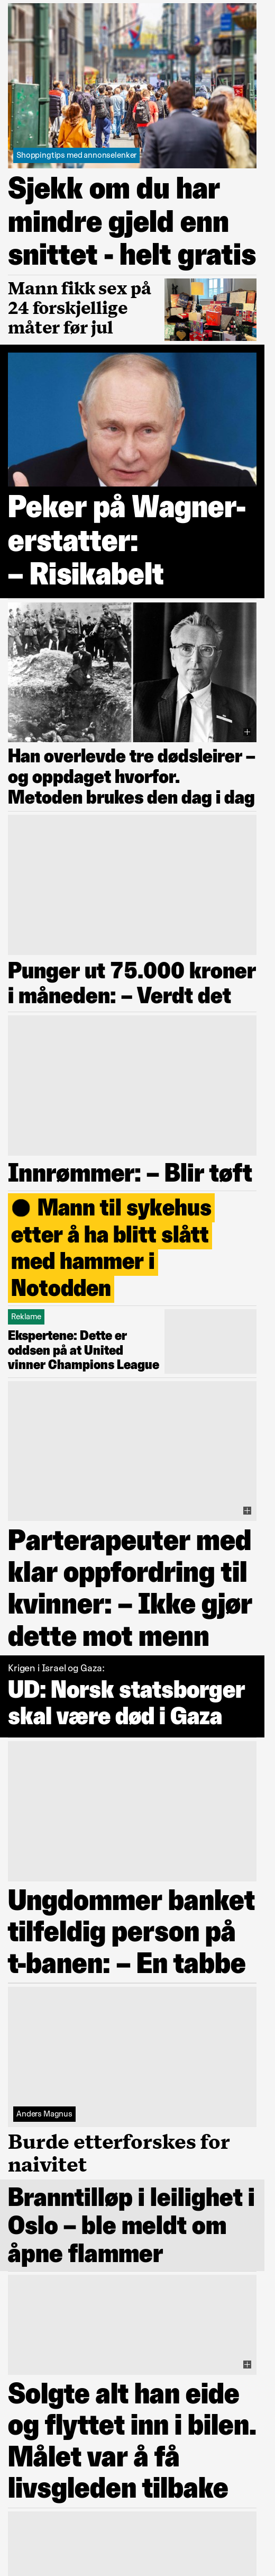 Shoppingtips med annonselenker
Sjekk om du har
mindre gjeld enn
snittet - helt gratis
Mann fikk sex på
24 forskjellige
måter før jul
Peker på Wagner-
erstatter:
– Risikabelt
Han overlevde tre dødsleirer –
og oppdaget hvorfor.
Metoden brukes den dag i dag
Punger ut 75.000 kroner
i måneden: – Verdt det
Innrømmer: – Blir tøft
● Mann til sykehus
etter å ha blitt slått
med hammer i
Notodden
Reklame
Ekspertene: Dette er
oddsen på at United
vinner Champions League
Parterapeuter med
klar oppfordring til
kvinner: – Ikke gjør
dette mot menn
Krigen i Israel og Gaza:
UD: Norsk statsborger
skal være død i Gaza
Ungdommer banket
tilfeldig person på
t-banen: – En tabbe
Anders Magnus
Burde etterforskes for
naivitet
Branntilløp i leilighet i
Oslo – ble meldt om
åpne flammer
Solgte alt han eide
og flyttet inn i bilen.
Målet var å få
livsgleden tilbake